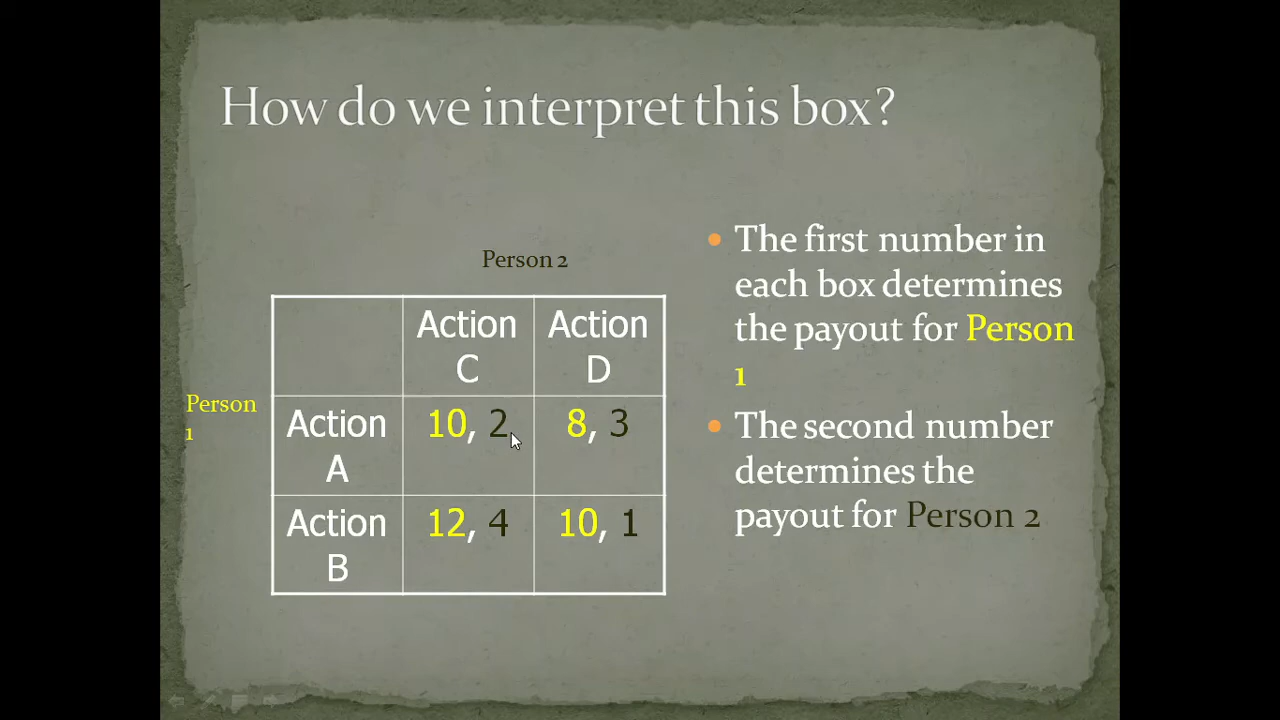 How do we interpret this box?
Person 2
Action Action
C D
Person
1
Action 10, 2 8, 3
A
Action 12, 4 10, 1
B
• The first number in
each box determines
the payout for Person
1
• The second number
determines the
payout for Person 2